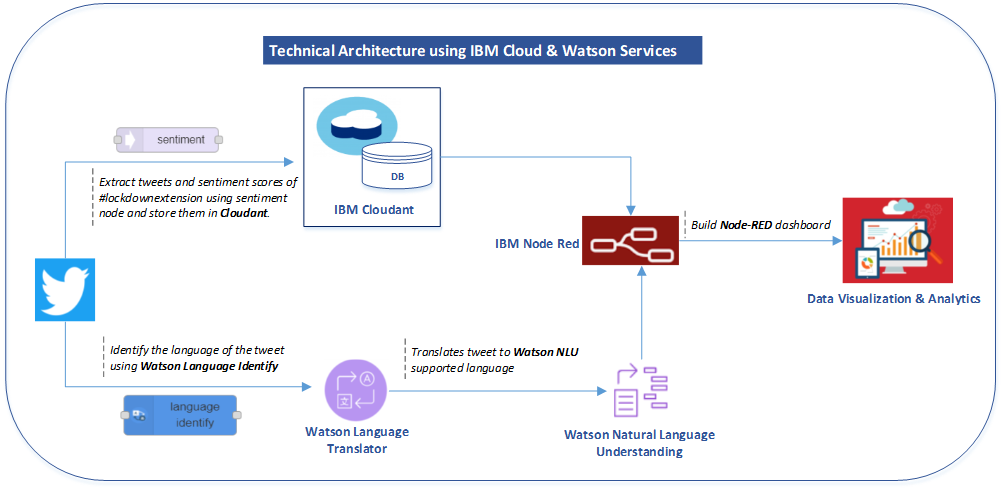 Technical Architecture using IBM Cloud & Watson Services
sentiment
Extract tweets and sentiment scores of
#lockdownextension using sentiment
node and store them in Cloudant.
DB
IBM Cloudant
IBM Node Red
Build Node-RED dashboard
Data Visualization & Analytics
Identify the language of the tweet
using Watson Language Identify
language
identify
A
Watson Language
Translator
Translates tweet to Watson NLU
supported language
Watson Natural Language
Understanding